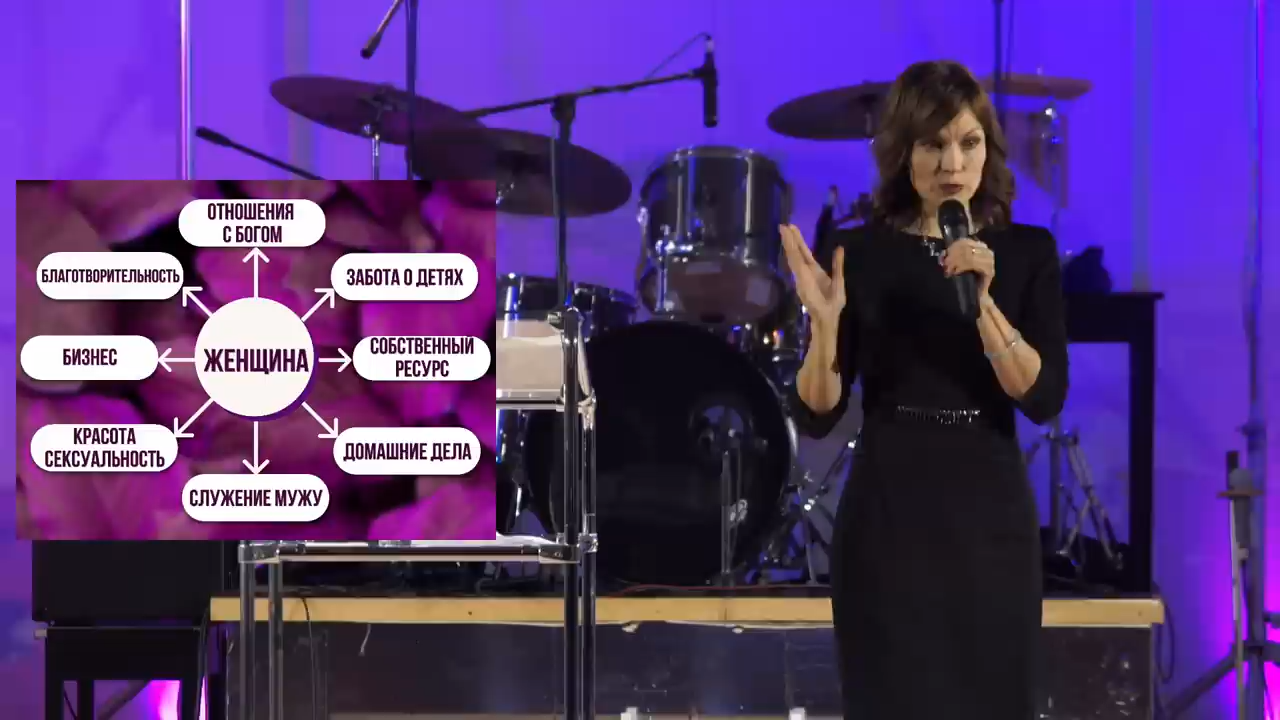 ОТНОШЕНИЯ
С БОГОМ
БЛАГОТВОРИТЕЛЬНОСТЬ
ЗАБОТА О ДЕТЯХ
БИЗНЕС
ЖЕНЩИНА
СОБСТВЕННЫЙ
РЕСУРС
КРАСОТА
СЕКСУАЛЬНОСТЬ
ДОМАШНИЕ ДЕЛА
СЛУЖЕНИЕ МУЖУ